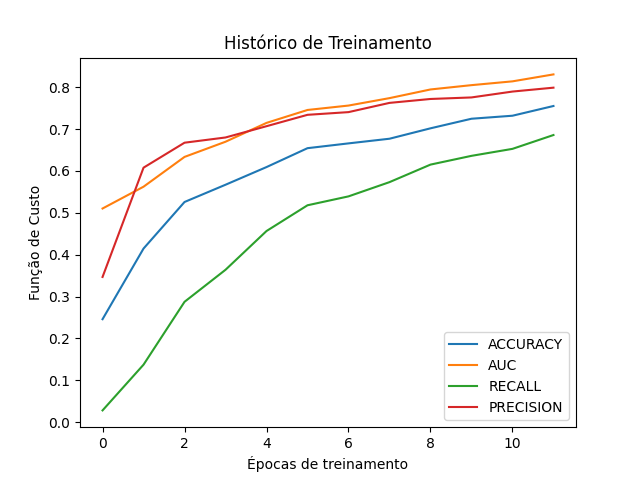 Histórico de Treinamento
Função de Custo
0.8
0.7
0.6
0.5
0.4
0.3
0.2
0.1
0.0
0 2 4 6 8 10
Épocas de treinamento
ACCURACY
AUC
RECALL
PRECISION